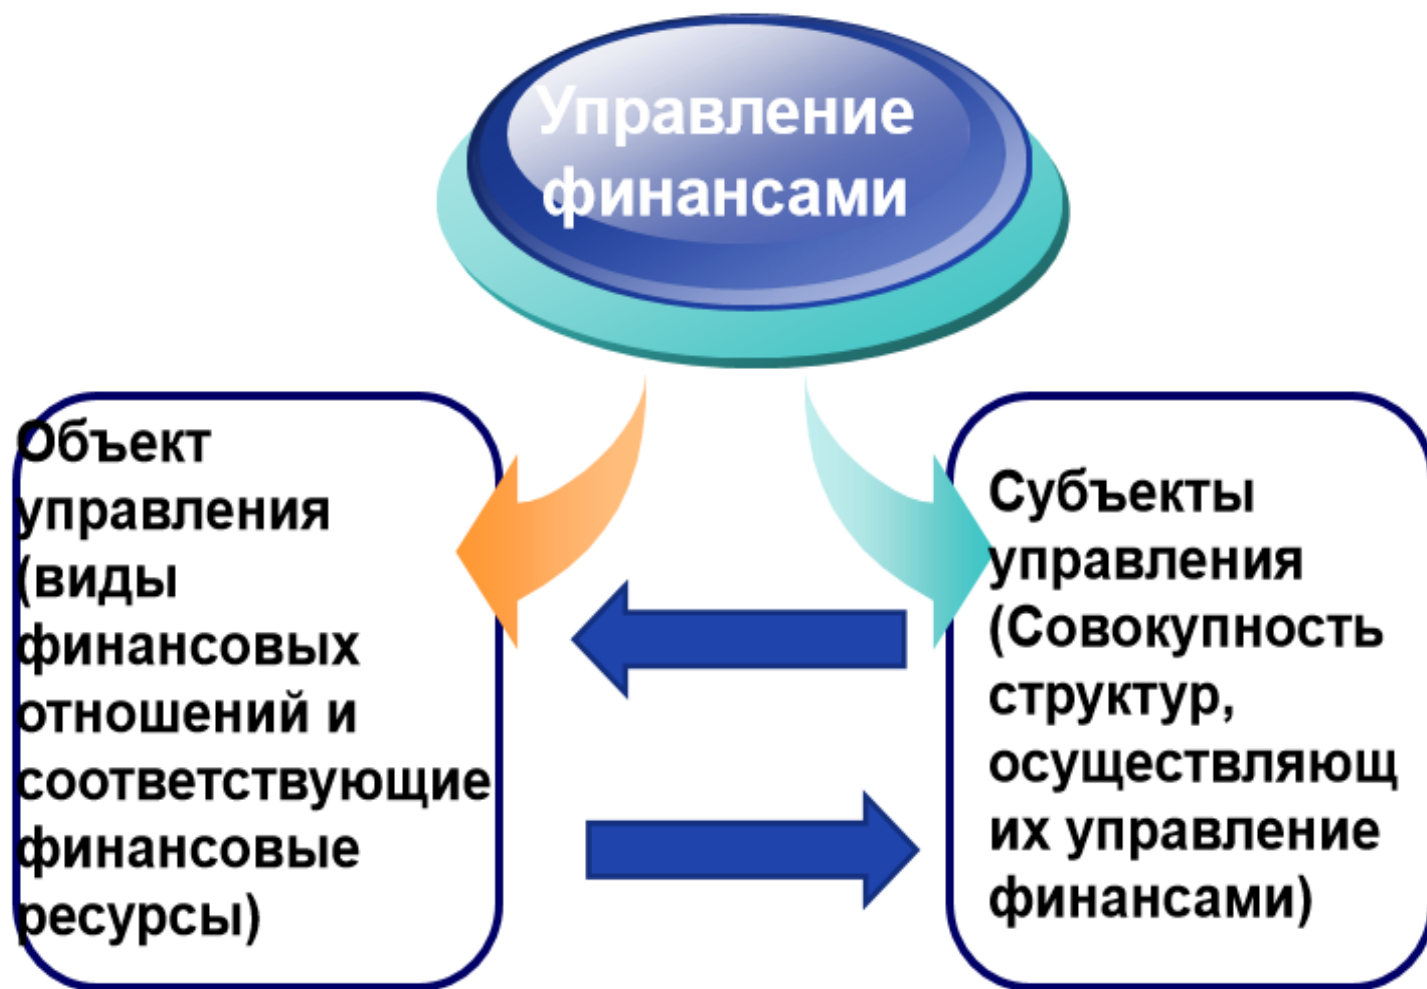 Управление
финансами
Объект
управления
(виды
финансовых
отношений и
соответствующие
финансовые
ресурсы)
Субъекты
управления
(Совокупность
структур,
осуществляющ
их управление
финансами)